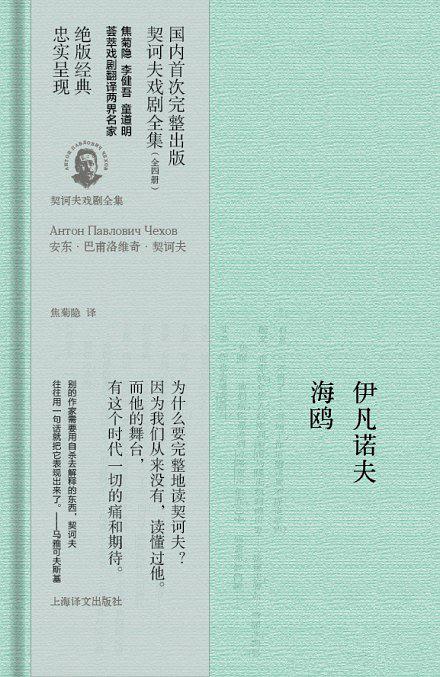 国内首次完整出版
契诃夫戏剧全集（全四册）
焦菊隐 李健吾 童道明
荟萃戏剧翻译两界名家
绝版经典
忠实呈现
АНТОН ПАВЛОВИЧ ЧЕХОВ
契诃夫戏剧全集
Антон Павлович Чехов
安东·巴甫洛维奇·契诃夫
焦菊隐 译
伊凡诺夫
海鸥
为什么要完整地读契诃夫？
因为我们从来没有，读懂过他。
而他的舞台，
有这个时代一切的痛和期待。
别的作家需要用自杀去解释的东西，契诃夫
往往用一句话就把它表现出来了。——马雅可夫斯基
上海译文出版社